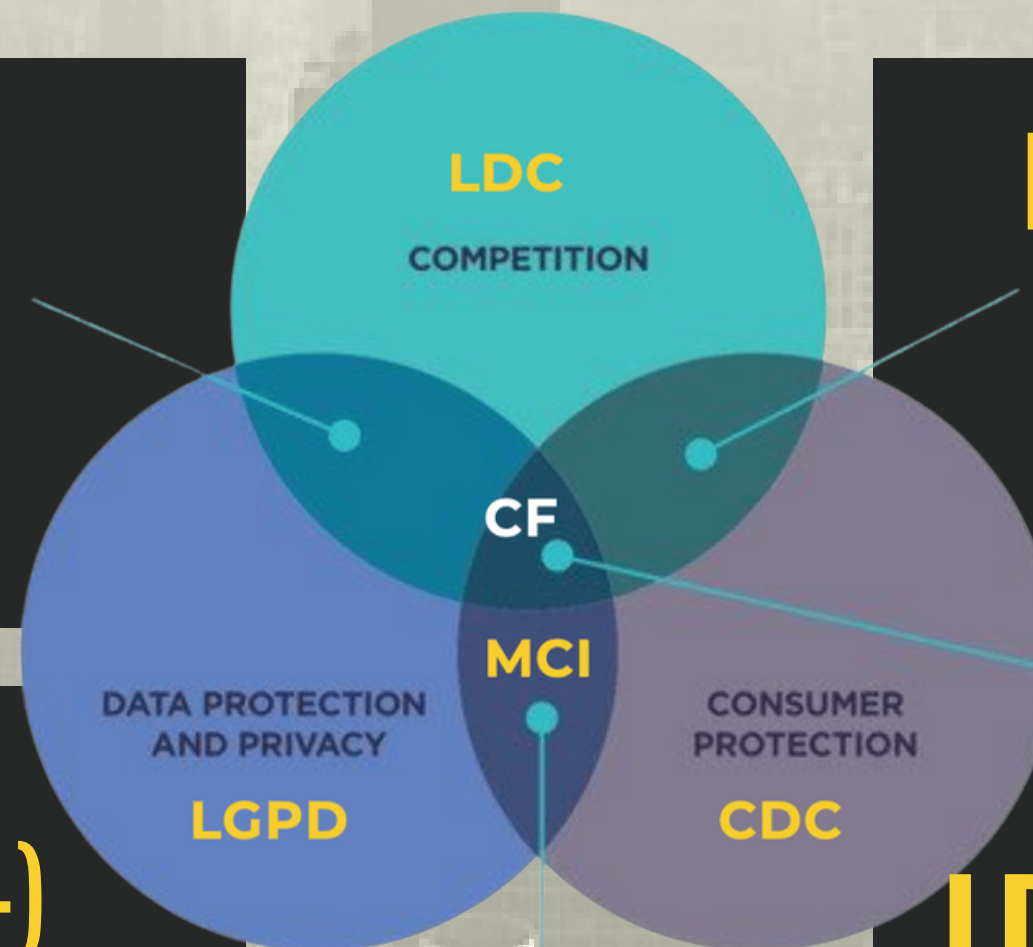 LDC
COMPETITION
CF
MCI
DATA PROTECTION
AND PRIVACY
LGPD
CONSUMER
PROTECTION
CDC